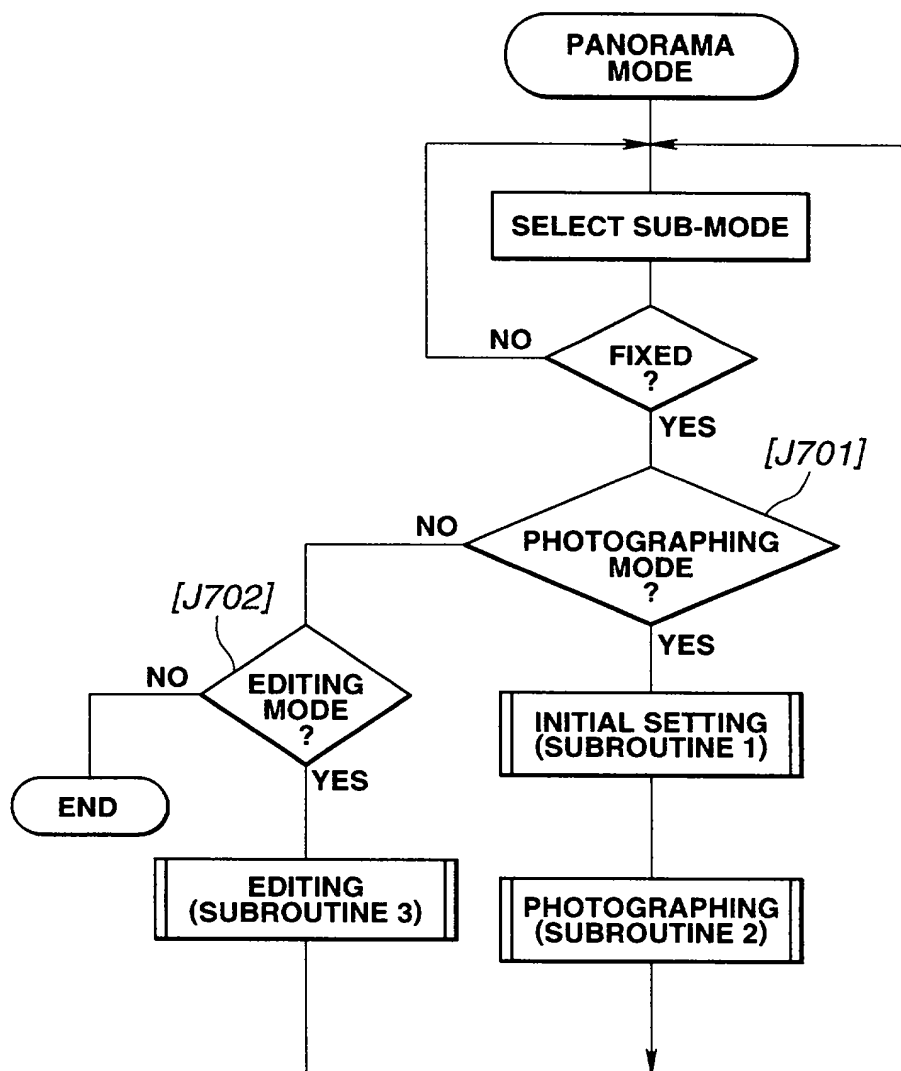 PANORAMA
MODE
SELECT SUB-MODE
NO
FIXED
?
YES
[J701]
NO
PHOTOGRAPHING
MODE
?
[J702]
YES
NO
EDITING
MODE
?
INITIAL SETTING
(SUBROUTINE 1)
YES
END
EDITING
(SUBROUTINE 3)
PHOTOGRAPHING
(SUBROUTINE 2)